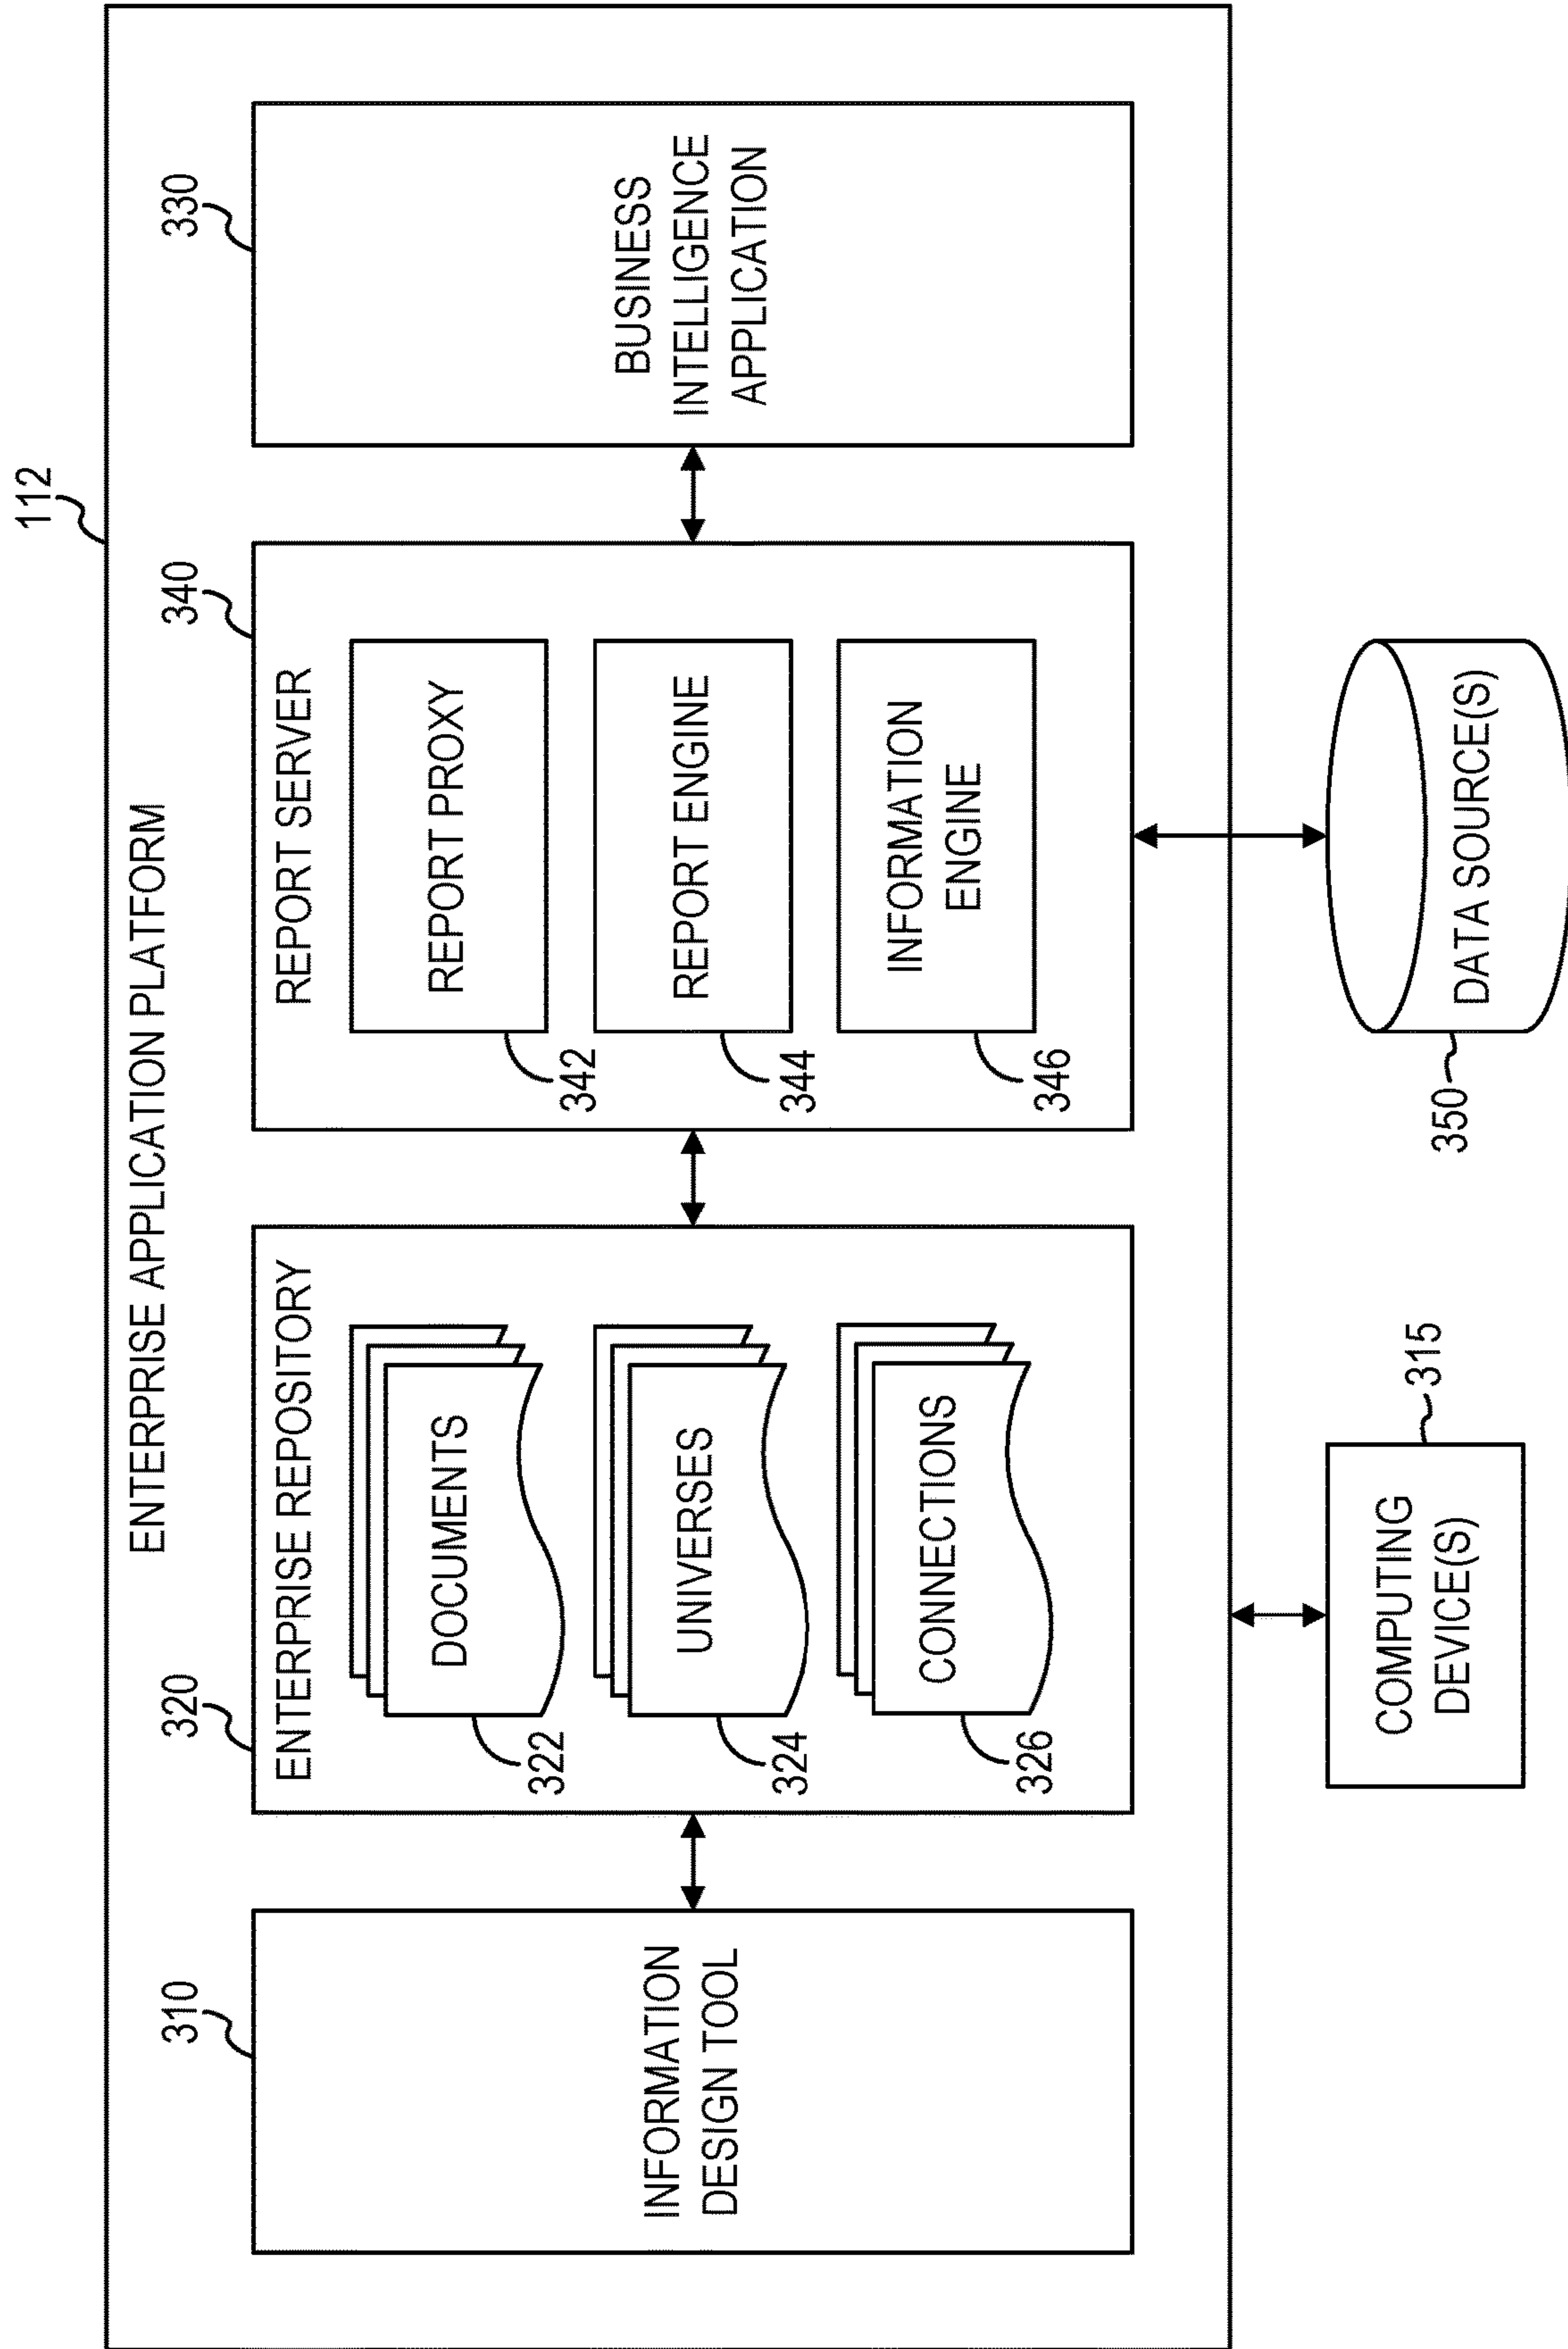 112
ENTERPRISE APPLICATION PLATFORM
310
INFORMATION
DESIGN TOOL
320
ENTERPRISE REPOSITORY
DOCUMENTS
322
UNIVERSES
324
CONNECTIONS
326
340
REPORT SERVER
REPORT PROXY
342
REPORT ENGINE
344
INFORMATION
ENGINE
346
330
BUSINESS
INTELLIGENCE
APPLICATION
COMPUTING
DEVICE(S)
315
350
DATA SOURCE(S)